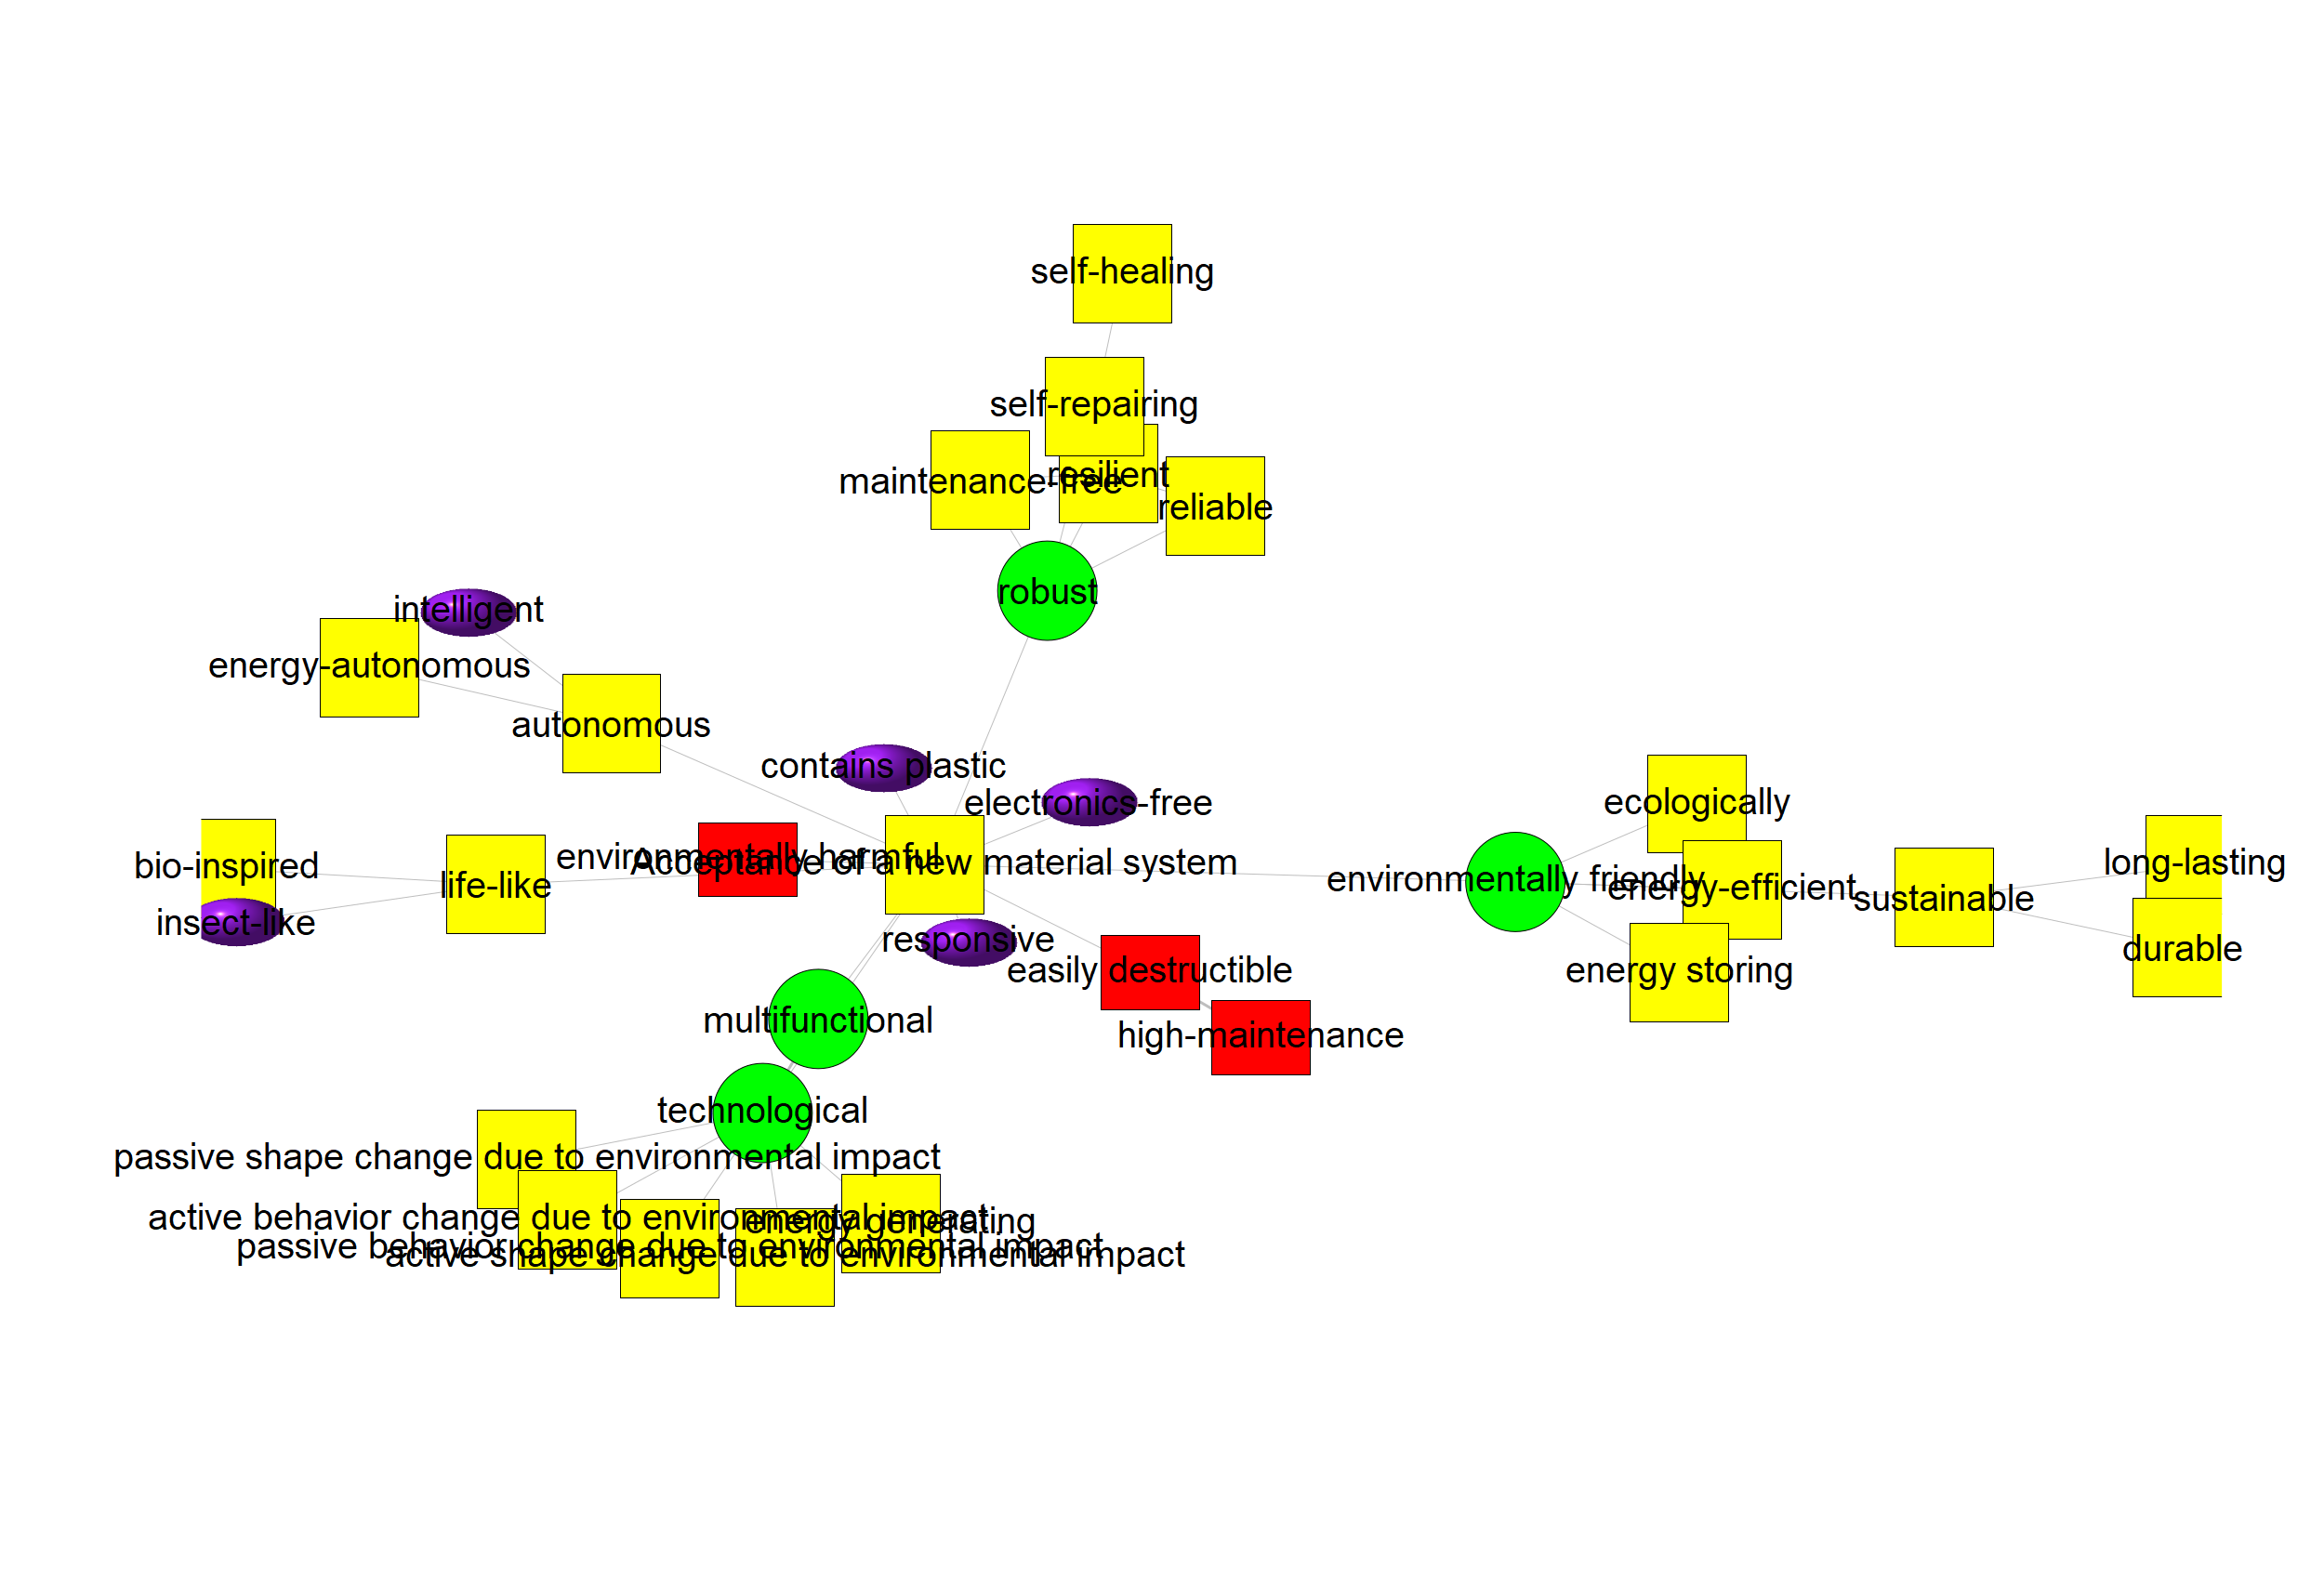 self-healing
self-repairing
resilient
maintenance-free
reliable
robust
intelligent
energy-autonomous
autonomous
contains plastic
electronics-free
ecologically
environmentally harmful
Acceptance of a new material system
long-lasting
bio-inspired
environmentally friendly
life-like
energy-efficient
sustainable
insect-like
responsive
durable
easily destructible
energy storing
multifunctional
high-maintenance
technological
passive shape change due to environmental impact
active behavior change due to environmental impact
energy generating
passive behavior change due to environmental impact
active shape change due to environmental impact